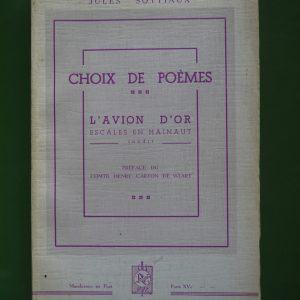 JULES SOTTIAUX
CHOIX DE POÈMES
L'AVION D'OR
ESCALES EN HAINAUT
INÉDIT
PRÉFACE DU
COMTE HENRY CARTON DE WIART
Paris XVe